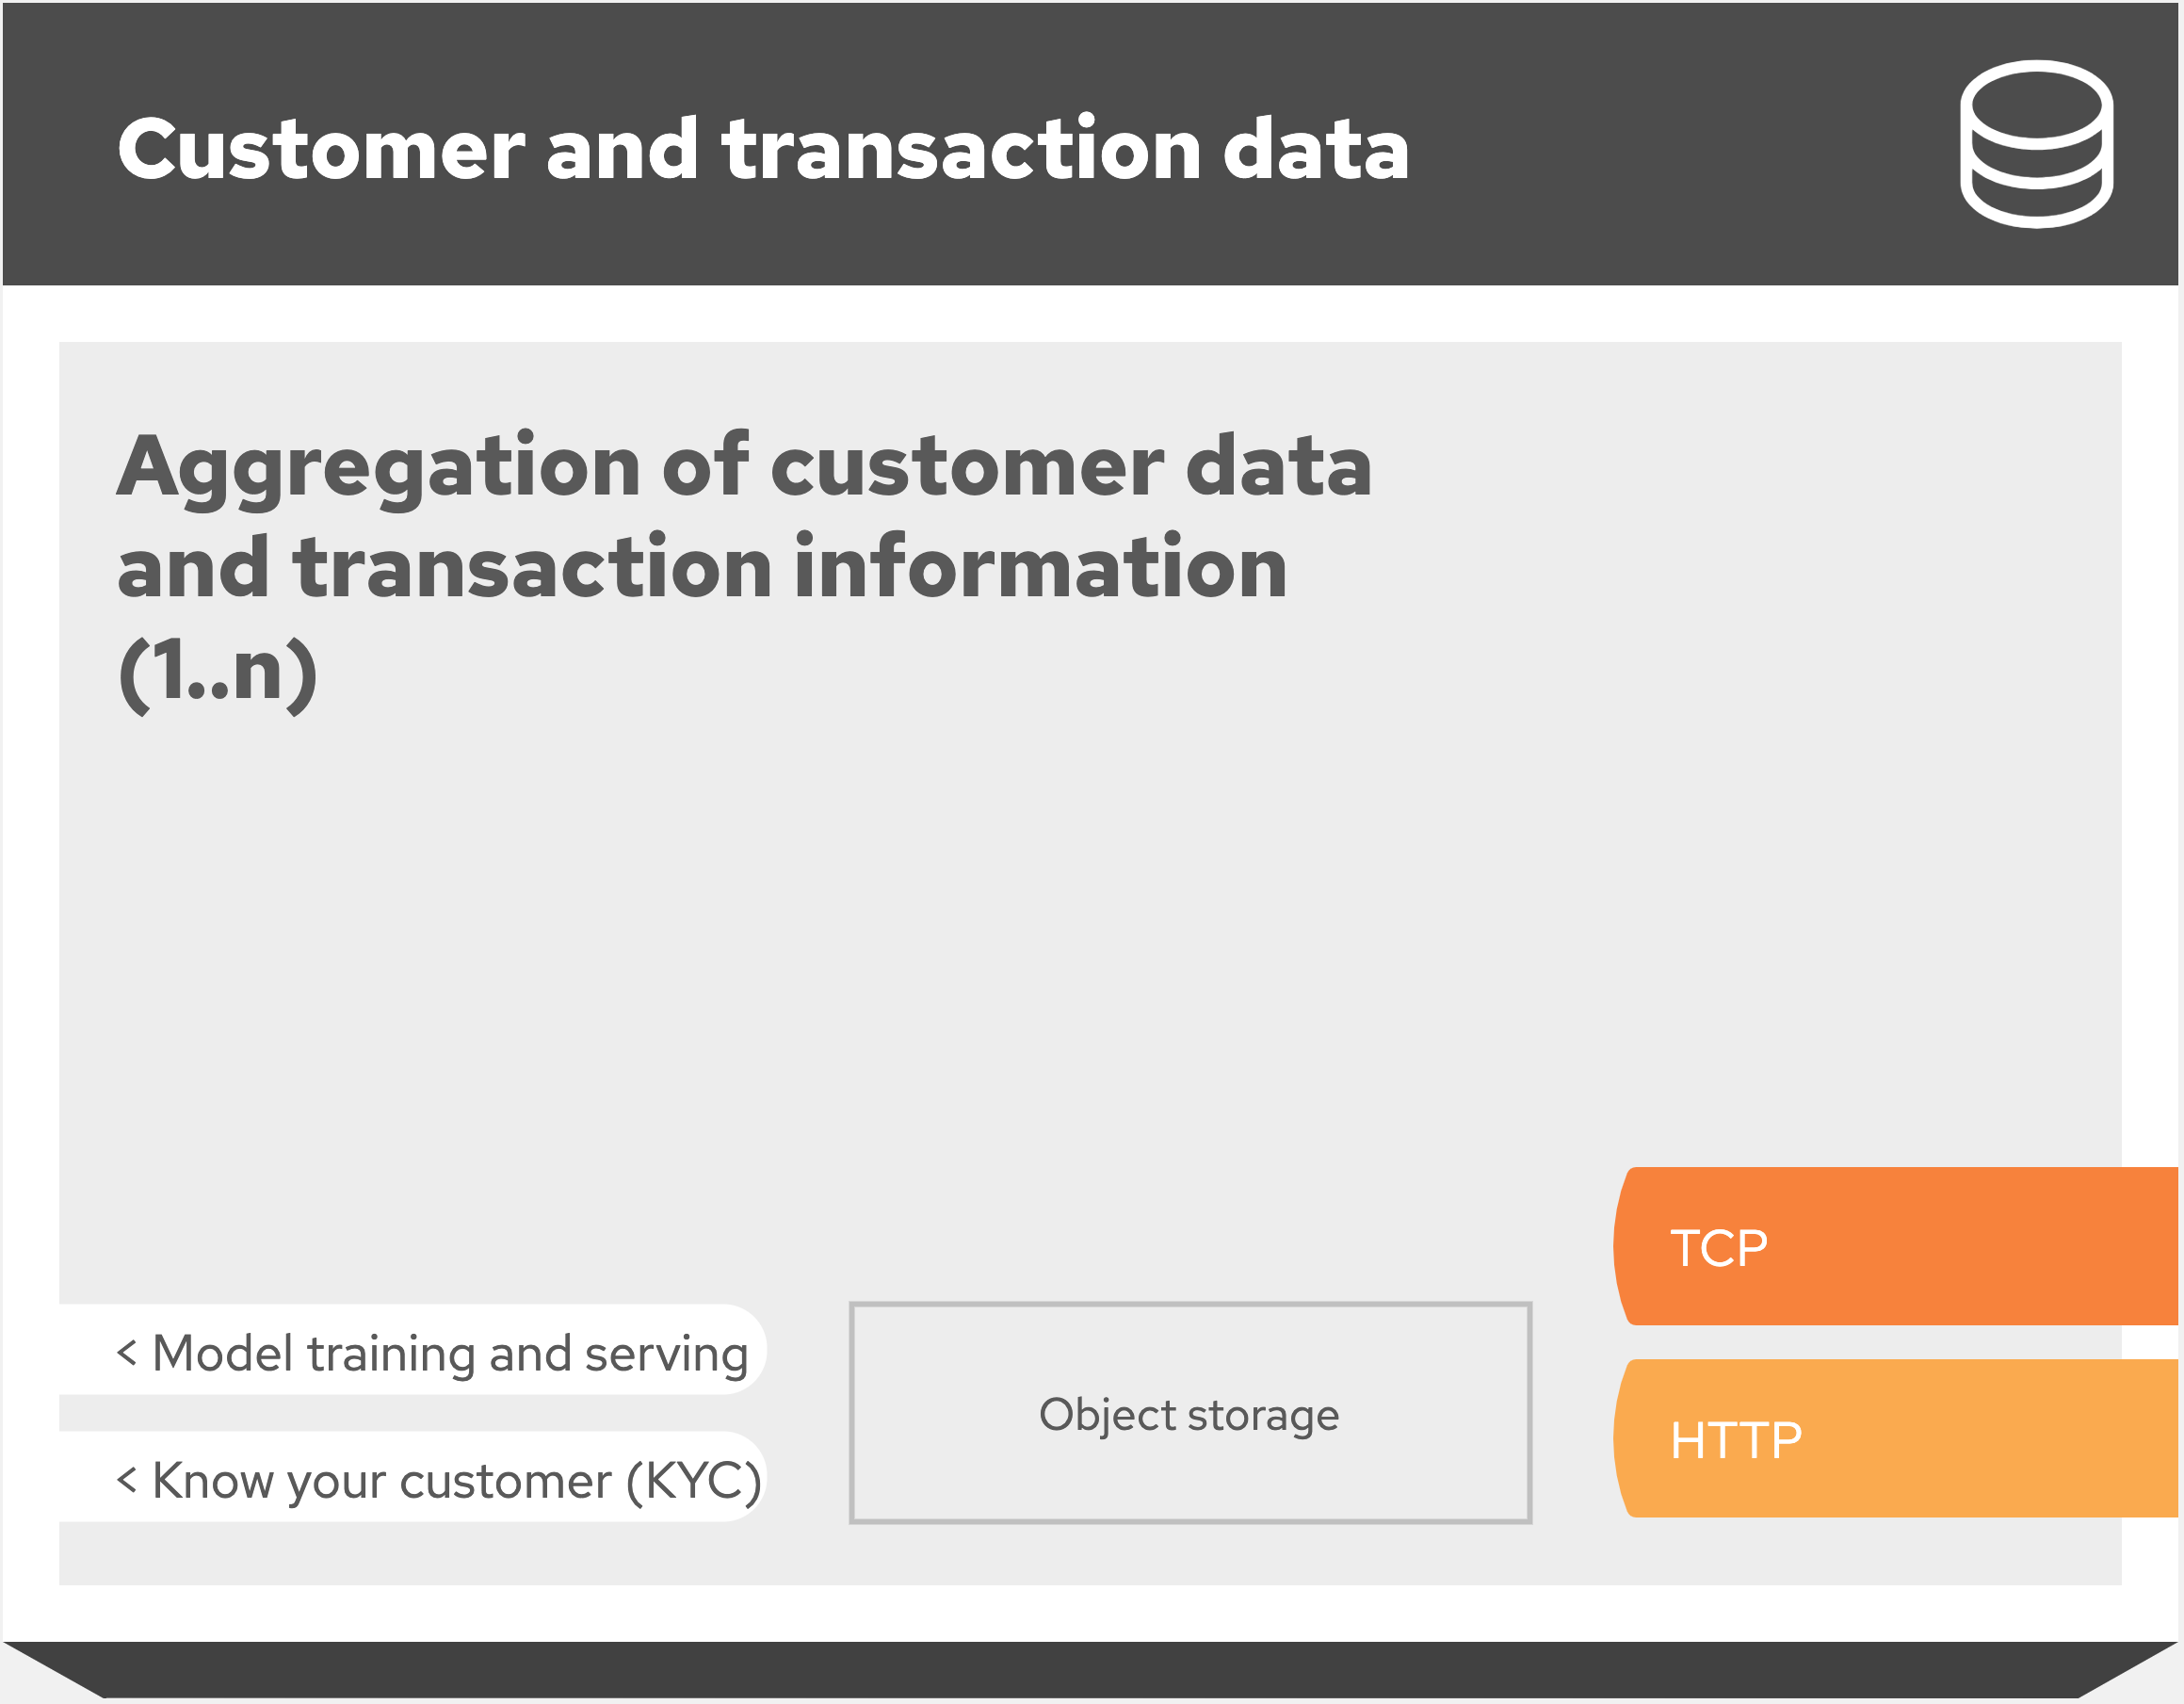 Customer and transaction data
Aggregation of customer data
and transaction information
(1..n)
TCP
< Model training and serving
Object storage
HTTP
< Know your customer (KYC)